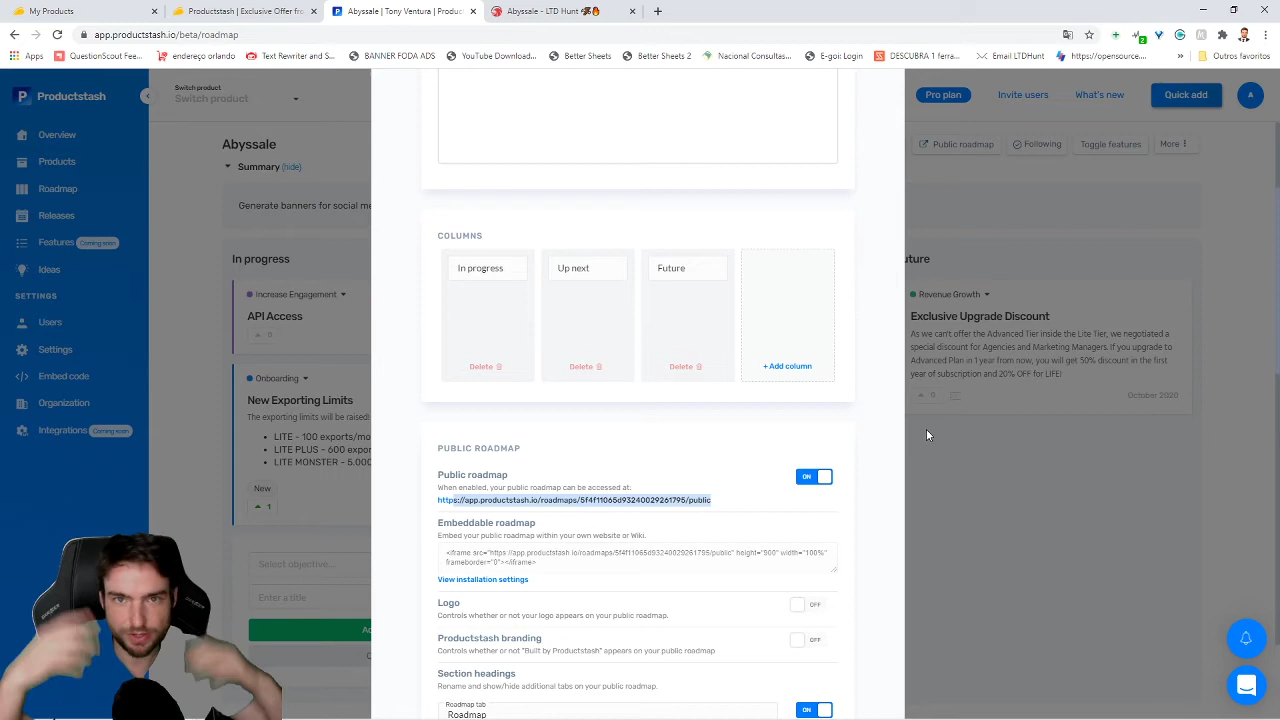 My Products
Productstash | Exclusive Offer fro
Abyssale | Tony Ventura | Product
Abyssale - LTD Hunt
app.productstash.io/beta/roadmap
Apps
QuestionScout Fee...
endereço orlando
Text Rewriter and S...
BANNER FODA ADS
YouTube Download...
Better Sheets
Better Sheets 2
Nacional Consultas...
E-goi: Login
DESCUBRA 1 ferra...
Email LTDHunt
https://opensource....
»
Outros favoritos
Productstash
Switch product
Switch product
Pro plan
Invite users
What's new
Quick add
Overview
Products
Roadmap
Releases
Features Coming soon
Ideas
SETTINGS
Users
Settings
Embed code
Organization
Integrations Coming soon
Abyssale
Summary (hide)
Generate banners for social me
Public roadmap
Following
Toggle features
More
In progress
Increase Engagement
API Access
0
Onboarding
New Exporting Limits
The exporting limits will be raised:
• LITE - 100 exports/mo
• LITE PLUS - 600 expor
• LITE MONSTER - 5.000
New
1
Select objective...
Enter a title
COLUMNS
In progress
Up next
Future
Delete
Delete
Delete
+ Add column
PUBLIC ROADMAP
Public roadmap
ON
When enabled, your public roadmap can be accessed at:
https://app.productstash.io/roadmaps/5f4f11065d93240029261795/public
Embeddable roadmap
Embed your public roadmap within your own website or Wiki.
<iframe src="https://app.productstash.io/roadmaps/5f4f11065d93240029261795/public" height="900" width="100%"
frameborder="0"></iframe>
View installation settings
Logo
OFF
Controls whether or not your logo appears on your public roadmap.
Productstash branding
OFF
Controls whether or not "Built by Productstash" appears on your public roadmap
Section headings
Rename and show/hide additional tabs on your public roadmap.
Roadmap tab
Roadmap
ON
Revenue Growth
Exclusive Upgrade Discount
As we can't offer the Advanced Tier inside the Lite Tier, we negotiated a
special discount for Agencies and Marketing Managers. If you upgrade to
Advanced Plan in 1 year from now, you will get 50% discount in the first
year of subscription and 20% OFF for LIFE!
0
October 2020